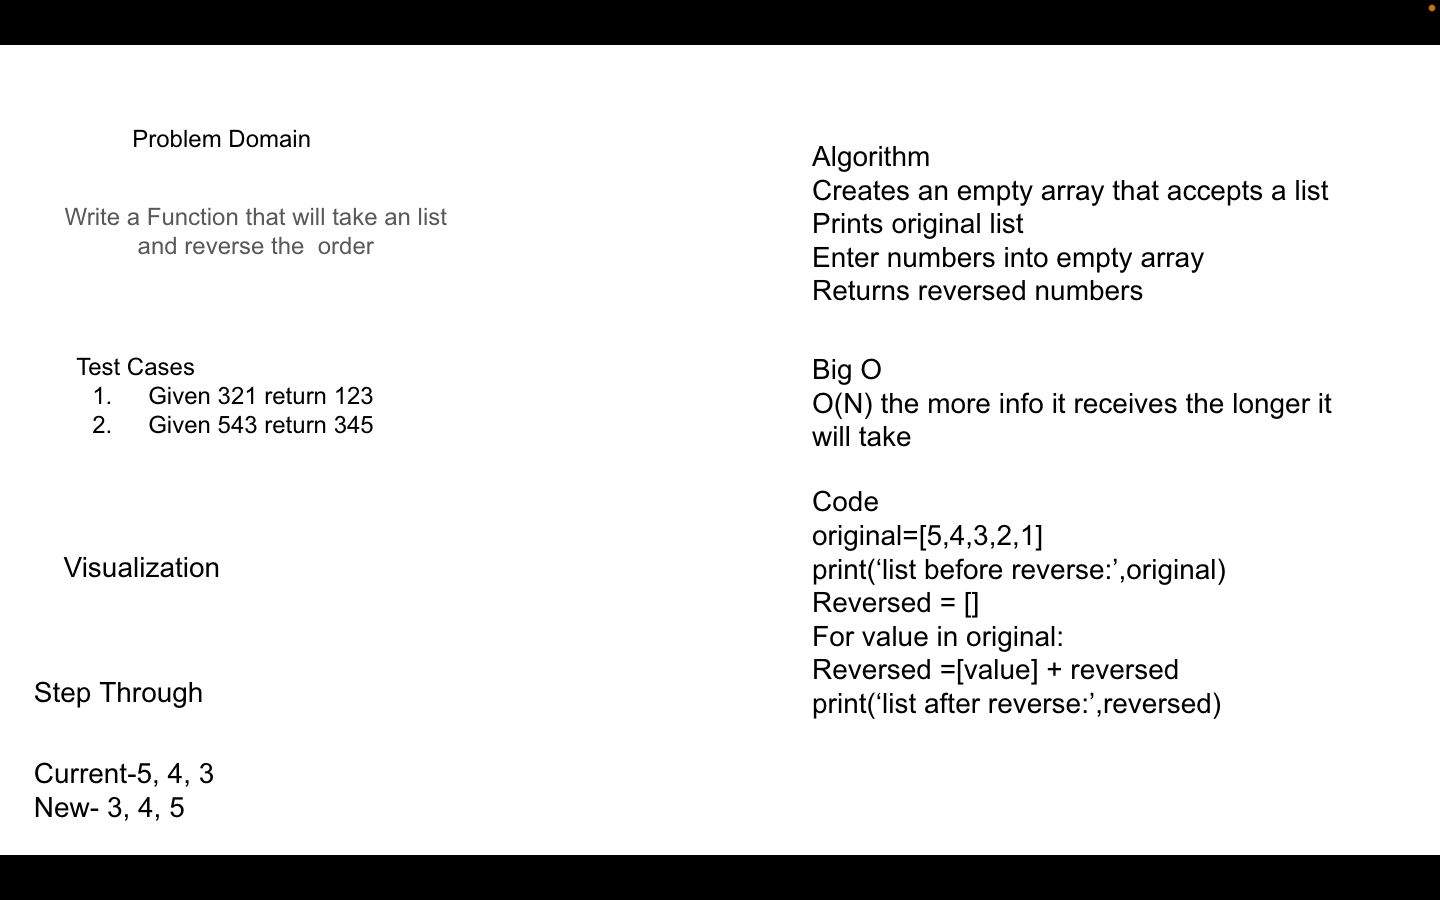 Problem Domain
Write a Function that will take an list
and reverse the  order
Test Cases
1. Given 321 return 123
2. Given 543 return 345
Visualization
Step Through
Current-5, 4, 3
New- 3, 4, 5
Algorithm
Creates an empty array that accepts a list
Prints original list
Enter numbers into empty array
Returns reversed numbers
Big O
O(N) the more info it receives the longer it
will take
Code
original=[5,4,3,2,1]
print(‘list before reverse:’,original)
Reversed = []
For value in original:
Reversed =[value] + reversed
print(‘list after reverse:’,reversed)